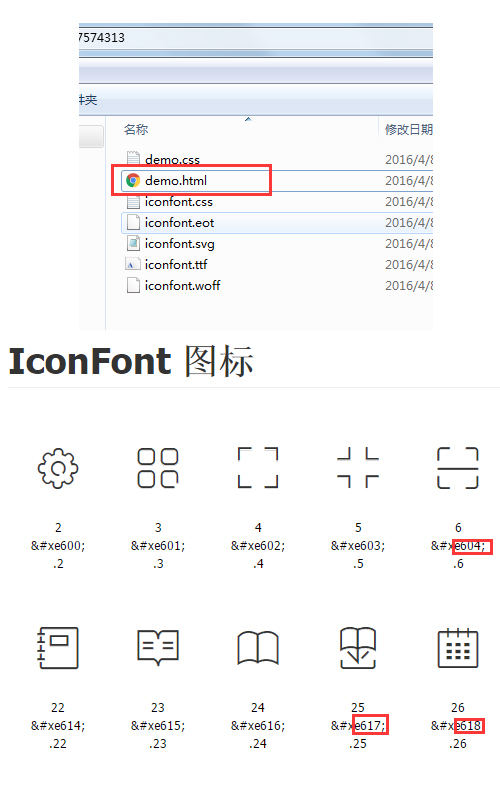 7574313
件夹
名称 修改日期
demo.css 2016/4/8
demo.html 2016/4/8
iconfont.css 2016/4/8
iconfont.eot 2016/4/8
iconfont.svg 2016/4/8
iconfont.ttf 2016/4/8
iconfont.woff 2016/4/8
IconFont 图标
2 3 4 5 6
&#xe600; &#xe601; &#xe602; &#xe603; &#xe604;
.2 .3 .4 .5 .6
22 23 24 25 26
&#xe614; &#xe615; &#xe616; &#xe617; &#xe618
.22 .23 .24 .25 .26